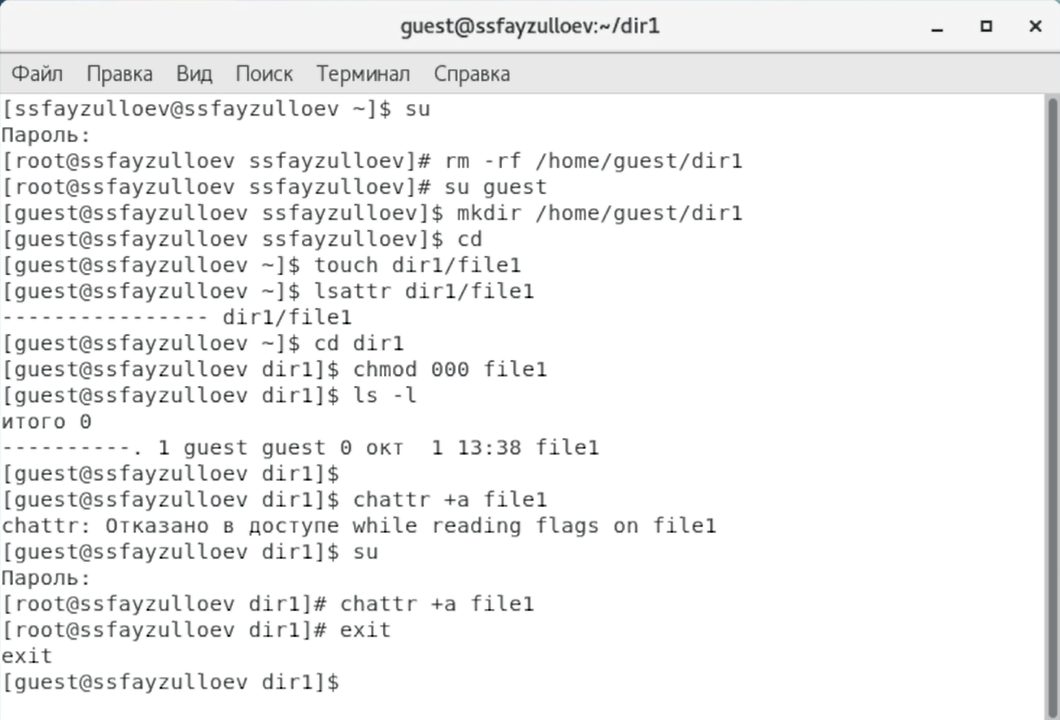 guest@ssfayzulloev:~/dir1
Файл Правка Вид Поиск Терминал Справка
[ssfayzulloev@ssfayzulloev ~]$ su
Пароль:
[root@ssfayzulloev ssfayzulloev]# rm -rf /home/guest/dir1
[root@ssfayzulloev ssfayzulloev]# su guest
[guest@ssfayzulloev ssfayzulloev]$ mkdir /home/guest/dir1
[guest@ssfayzulloev ssfayzulloev]$ cd
[guest@ssfayzulloev ~]$ touch dir1/file1
[guest@ssfayzulloev ~]$ lsattr dir1/file1
---------------- dir1/file1
[guest@ssfayzulloev ~]$ cd dir1
[guest@ssfayzulloev dir1]$ chmod 000 file1
[guest@ssfayzulloev dir1]$ ls -l
итого 0
----------. 1 guest guest 0 окт  1 13:38 file1
[guest@ssfayzulloev dir1]$
[guest@ssfayzulloev dir1]$ chattr +a file1
chattr: Отказано в доступе while reading flags on file1
[guest@ssfayzulloev dir1]$ su
Пароль:
[root@ssfayzulloev dir1]# chattr +a file1
[root@ssfayzulloev dir1]# exit
exit
[guest@ssfayzulloev dir1]$